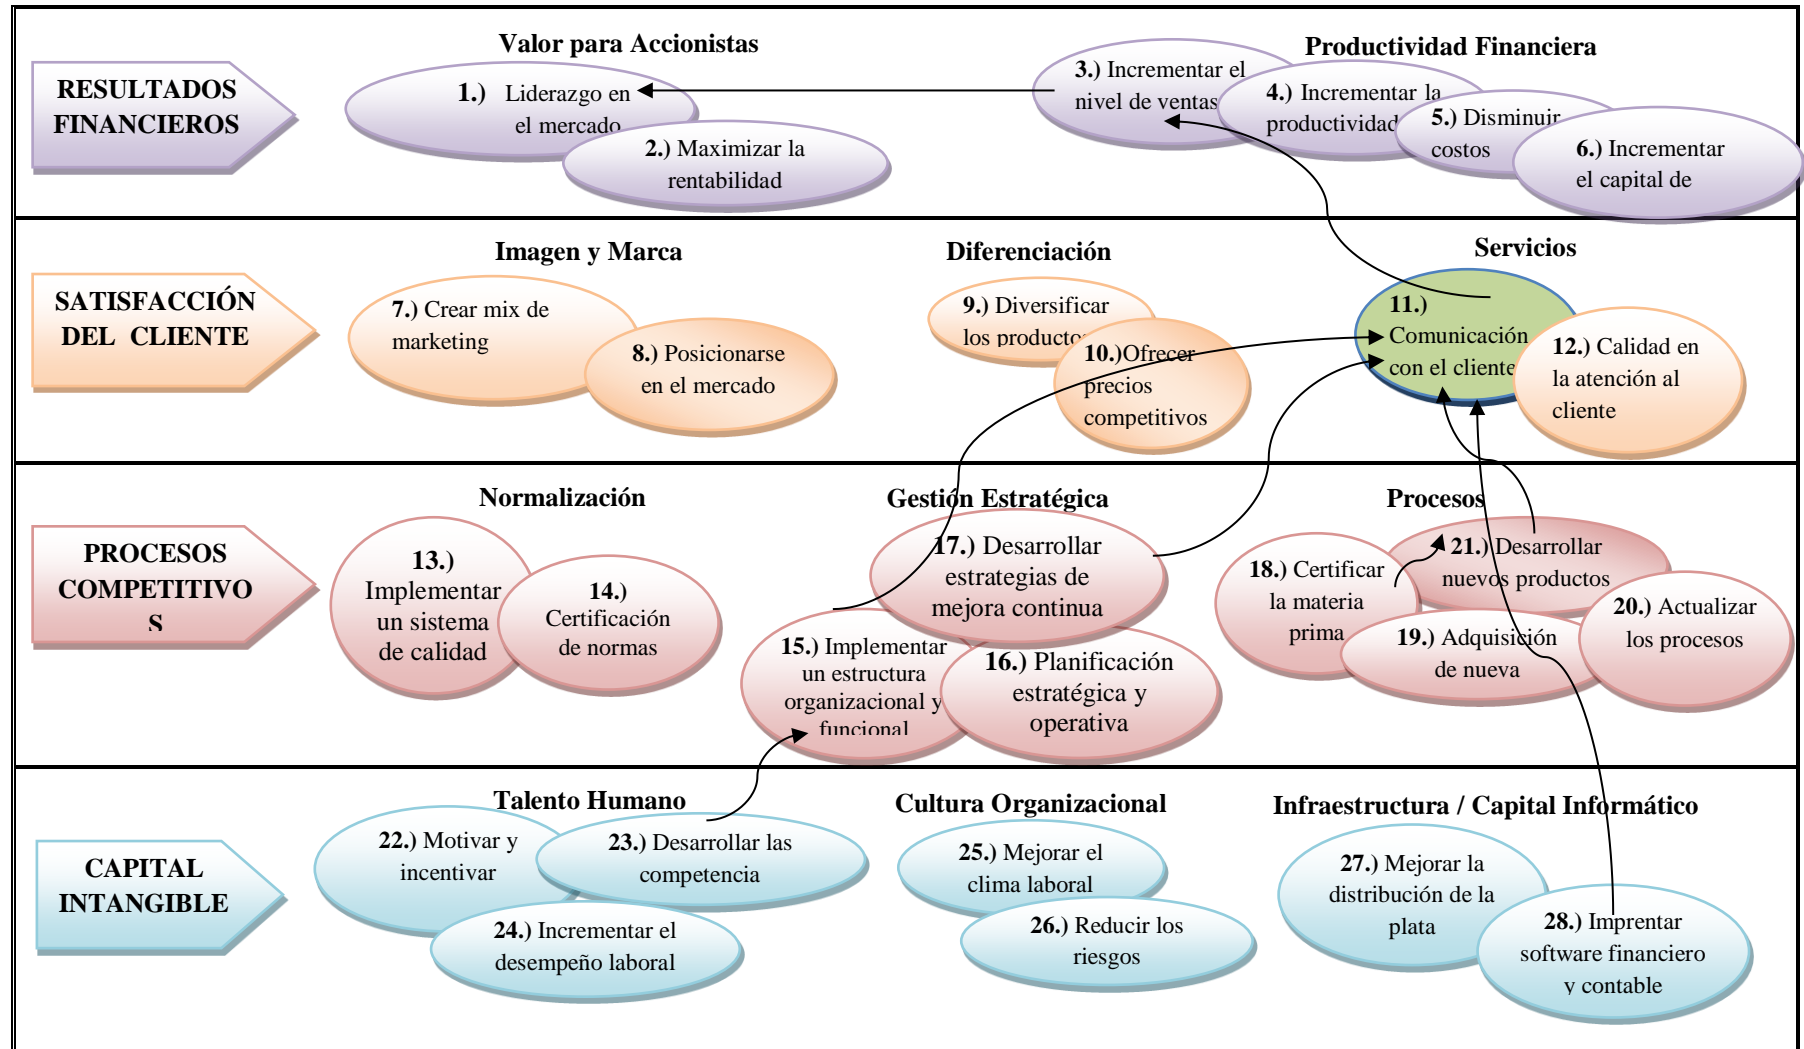 Valor para Accionistas
Productividad Financiera
RESULTADOS
FINANCIEROS
1.) Liderazgo en
el mercado
2.) Maximizar la
rentabilidad
3.) Incrementar el
nivel de ventas
4.) Incrementar la
productividad
5.) Disminuir
costos
6.) Incrementar
el capital de
Imagen y Marca
Diferenciación
Servicios
SATISFACCIÓN
DEL CLIENTE
7.) Crear mix de
marketing
8.) Posicionarse
en el mercado
9.) Diversificar
los productos
10.)Ofrecer
precios
competitivos
11.)
Comunicación
con el cliente
12.) Calidad en
la atención al
cliente
Normalización
Gestión Estratégica
Procesos
PROCESOS
COMPETITIVO
S
13.)
Implementar
un sistema
de calidad
14.)
Certificación
de normas
17.) Desarrollar
estrategias de
mejora continua
15.) Implementar
un estructura
organizacional y
funcional
16.) Planificación
estratégica y
operativa
18.) Certificar
la materia
prima
21.) Desarrollar
nuevos productos
19.) Adquisición
de nueva
20.) Actualizar
los procesos
Talento Humano
Cultura Organizacional
Infraestructura / Capital Informático
CAPITAL
INTANGIBLE
22.) Motivar y
incentivar
23.) Desarrollar las
competencia
24.) Incrementar el
desempeño laboral
25.) Mejorar el
clima laboral
26.) Reducir los
riesgos
27.) Mejorar la
distribución de la
plata
28.) Imprentar
software financiero
y contable